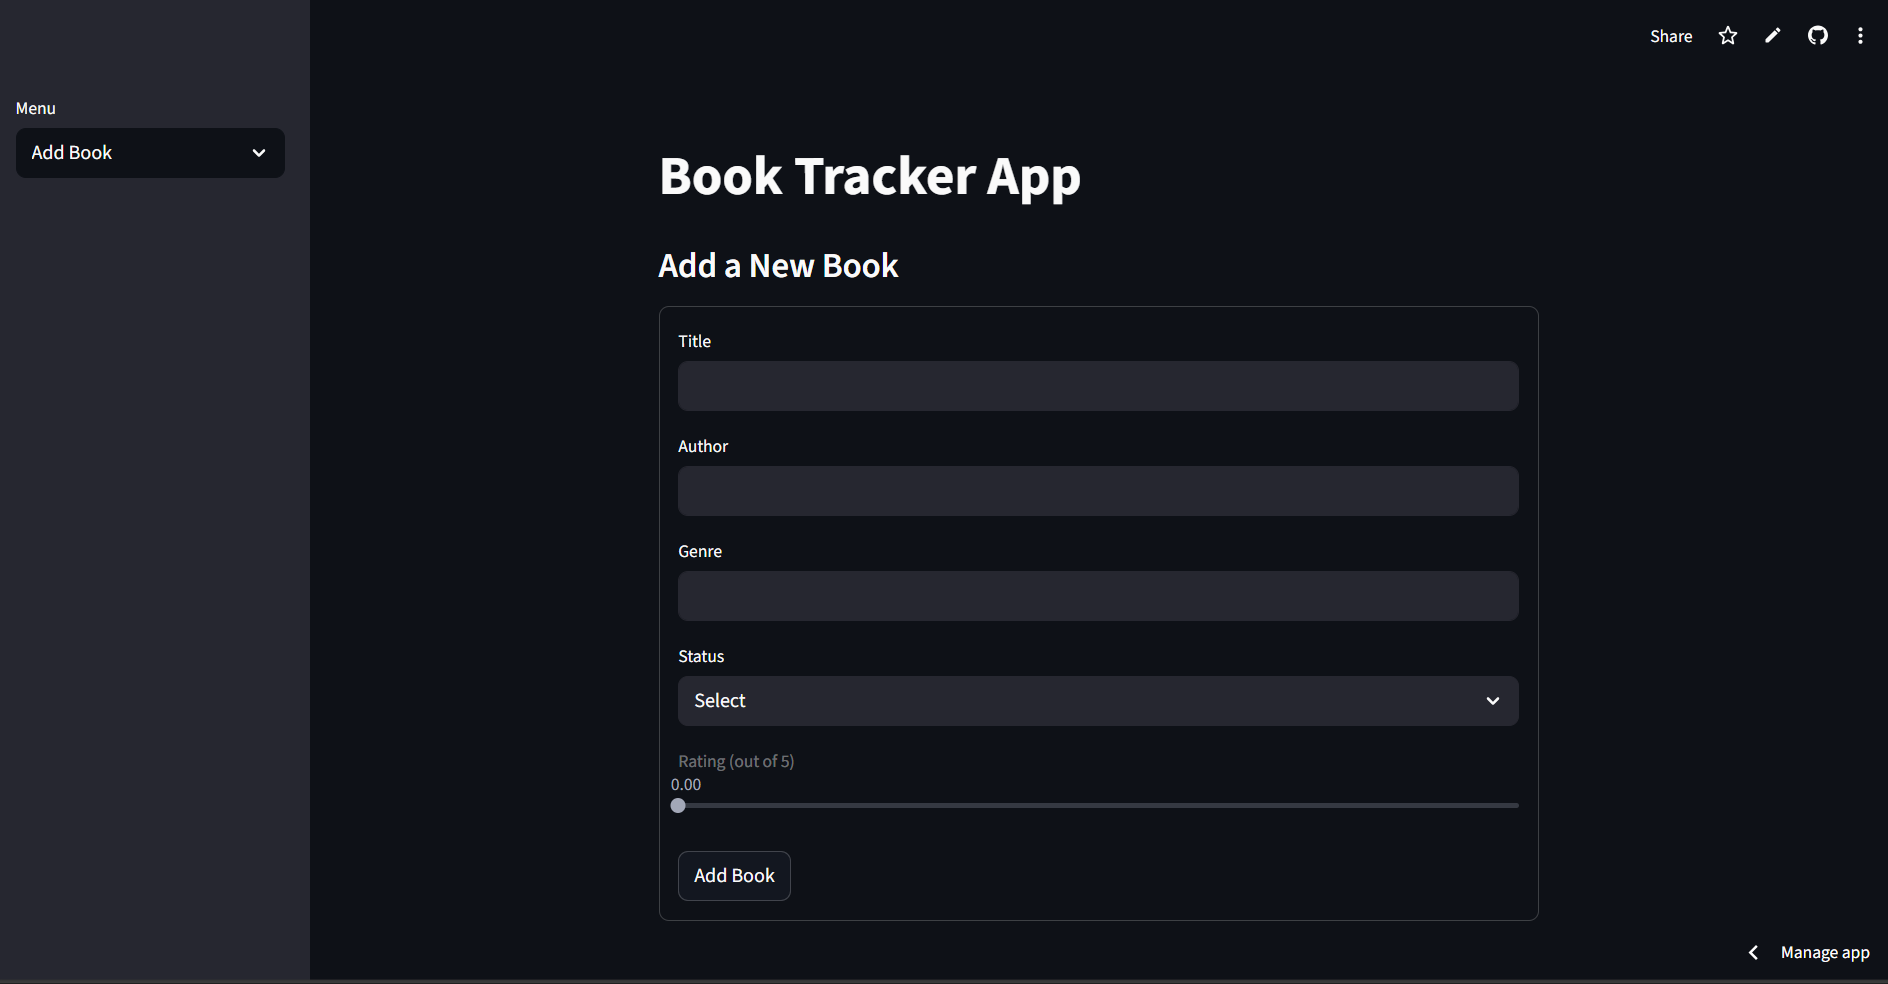 Share
Menu
Add Book
Book Tracker App
Add a New Book
Title
Author
Genre
Status
Select
Rating (out of 5)
0.00
Add Book
Manage app